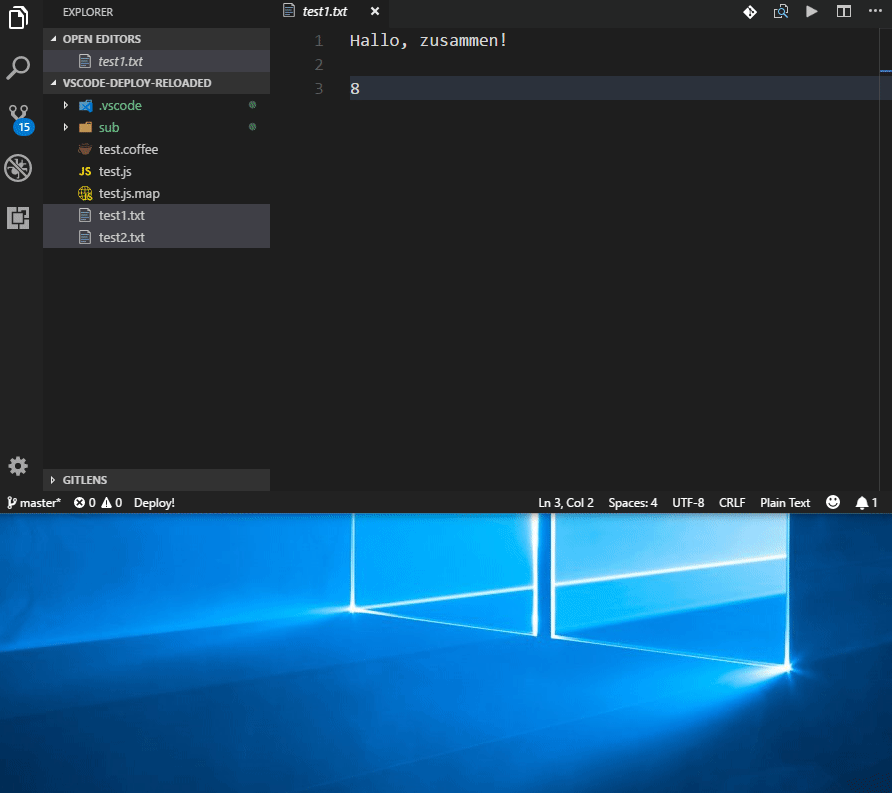 EXPLORER
OPEN EDITORS
test1.txt
VSCODE-DEPLOY-RELOADED
.vscode
sub
test.coffee
JS test.js
JS test.js.map
test1.txt
test2.txt
GITLENS
15
test1.txt
1 Hallo, zusammen!
2
3 8
master* 0 0 Deploy! Ln 3, Col 2 Spaces: 4 UTF-8 CRLF Plain Text 1